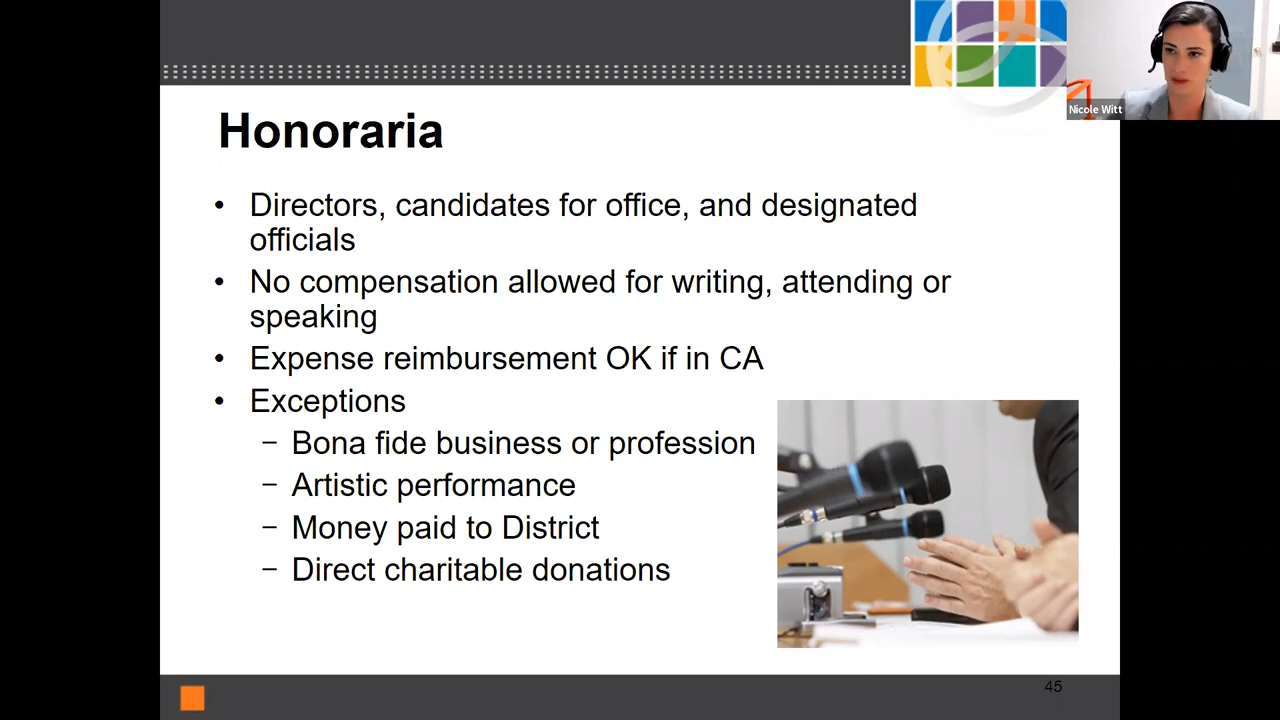 Nicole Witt
Honoraria
• Directors, candidates for office, and designated
officials
• No compensation allowed for writing, attending or
speaking
• Expense reimbursement OK if in CA
• Exceptions
− Bona fide business or profession
− Artistic performance
− Money paid to District
− Direct charitable donations
45